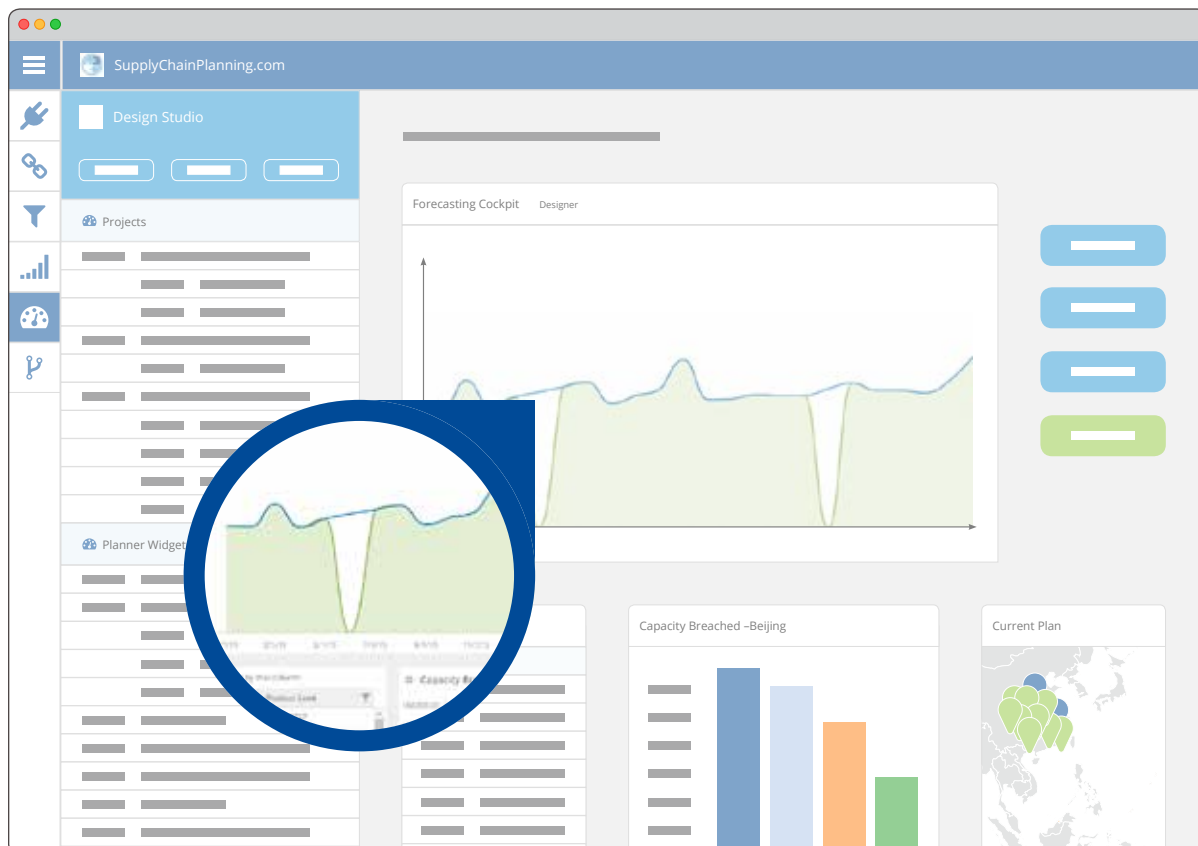 SupplyChainPlanning.com
Design Studio
Projects
Forecasting Cockpit Designer
Planner Widget
Capacity Breached –Beijing
Current Plan